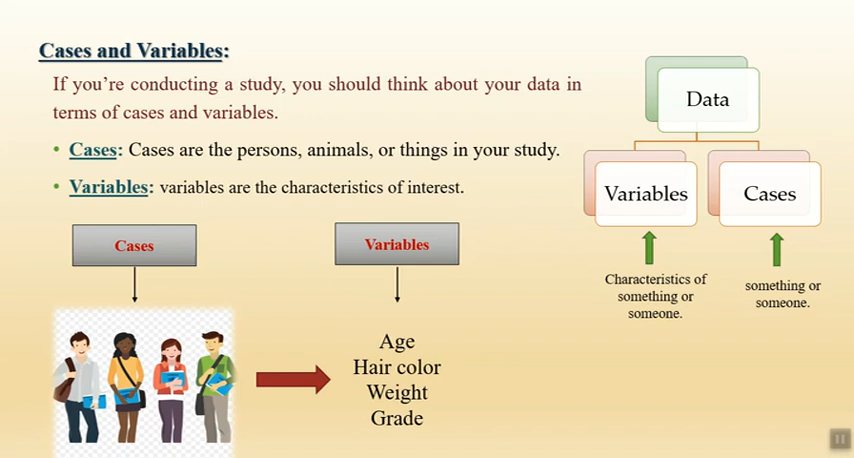 Cases and Variables:
If you're conducting a study, you should think about your data in
terms of cases and variables.
• Cases: Cases are the persons, animals, or things in your study.
• Variables: variables are the characteristics of interest.
Cases
Variables
Age
Hair color
Weight
Grade
Data
Variables
Cases
Characteristics of
something or
someone.
something or
someone.